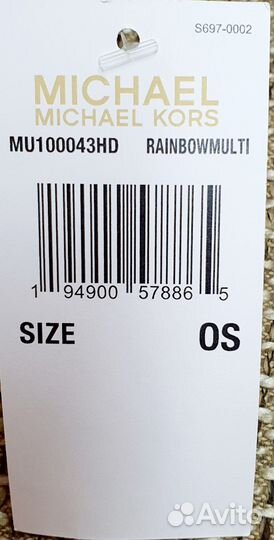 S697-0002
MICHAEL
MICHAEL KORS
MU100043HD RAINBOWMULTI
1 94900 57886 5
SIZE OS
Avito